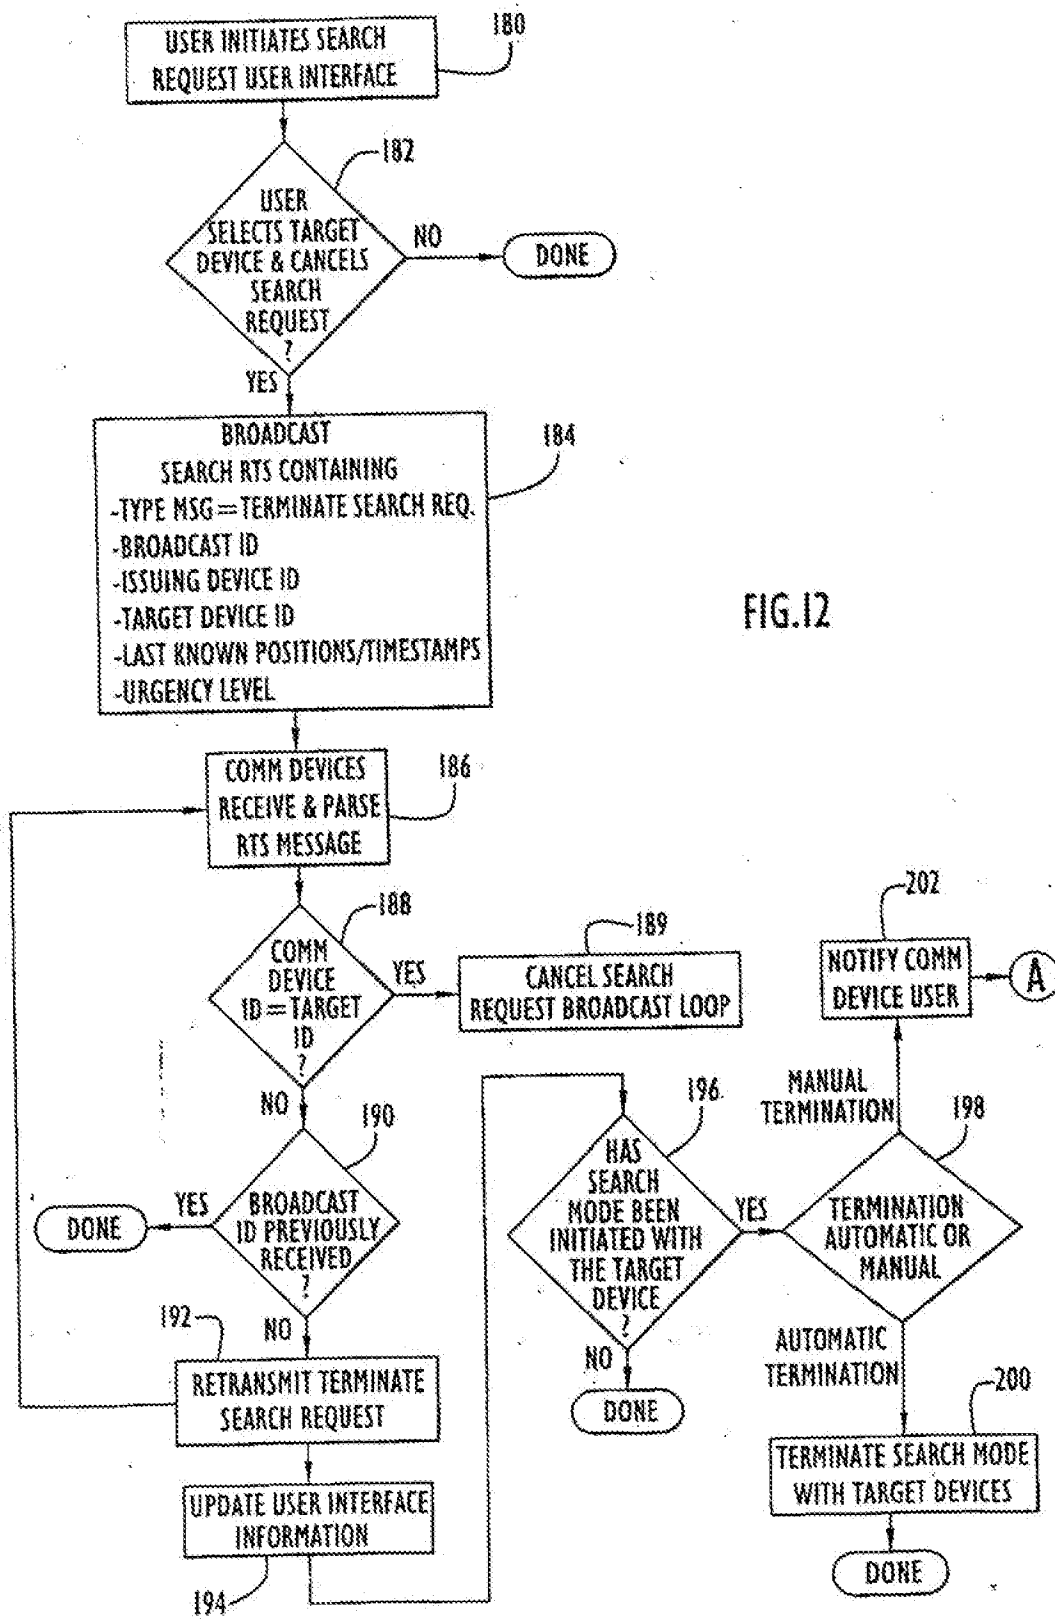 USER INITIATES SEARCH
REQUEST USER INTERFACE
180
182
USER
SELECTS TARGET
DEVICE & CANCELS
SEARCH
REQUEST
?
NO
DONE
YES
BROADCAST
SEARCH RTS CONTAINING
-TYPE MSG=TERMINATE SEARCH REQ.
-BROADCAST ID
-ISSUING DEVICE ID
-TARGET DEVICE ID
-LAST KNOWN POSITIONS/TIMESTAMPS
-URGENCY LEVEL
184
FIG.12
COMM DEVICES
RECEIVE & PARSE
RTS MESSAGE
186
188
COMM
DEVICE
ID=TARGET
ID
?
YES
189
CANCEL SEARCH
REQUEST BROADCAST LOOP
NO
190
BROADCAST
ID PREVIOUSLY
RECEIVED
?
YES
DONE
NO
192
RETRANSMIT TERMINATE
SEARCH REQUEST
UPDATE USER INTERFACE
INFORMATION
194
196
HAS
SEARCH
MODE BEEN
INITIATED WITH
THE TARGET
DEVICE
?
NO
DONE
YES
198
TERMINATION
AUTOMATIC OR
MANUAL
MANUAL
TERMINATION
202
NOTIFY COMM
DEVICE USER
A
AUTOMATIC
TERMINATION
200
TERMINATE SEARCH MODE
WITH TARGET DEVICES
DONE